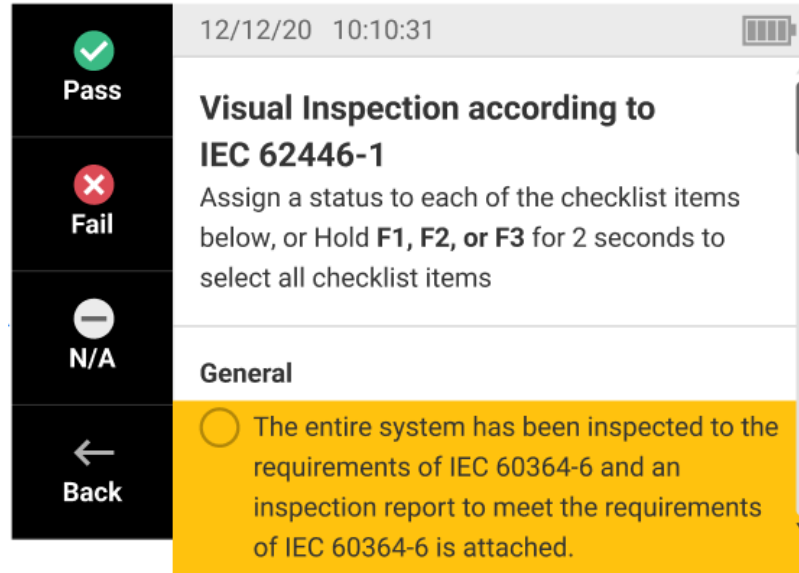 12/12/20 10:10:31
Pass
Fail
N/A
Back
Visual Inspection according to
IEC 62446-1
Assign a status to each of the checklist items
below, or Hold F1, F2, or F3 for 2 seconds to
select all checklist items
General
The entire system has been inspected to the
requirements of IEC 60364-6 and an
inspection report to meet the requirements
of IEC 60364-6 is attached.